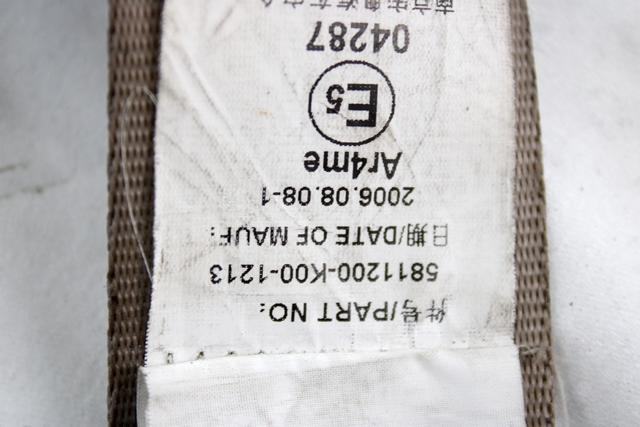 件号/PART NO:
5811200-K00-1213
日期/DATE OF MAUF:
2006.08.08-1
Ar4me
E5
04287